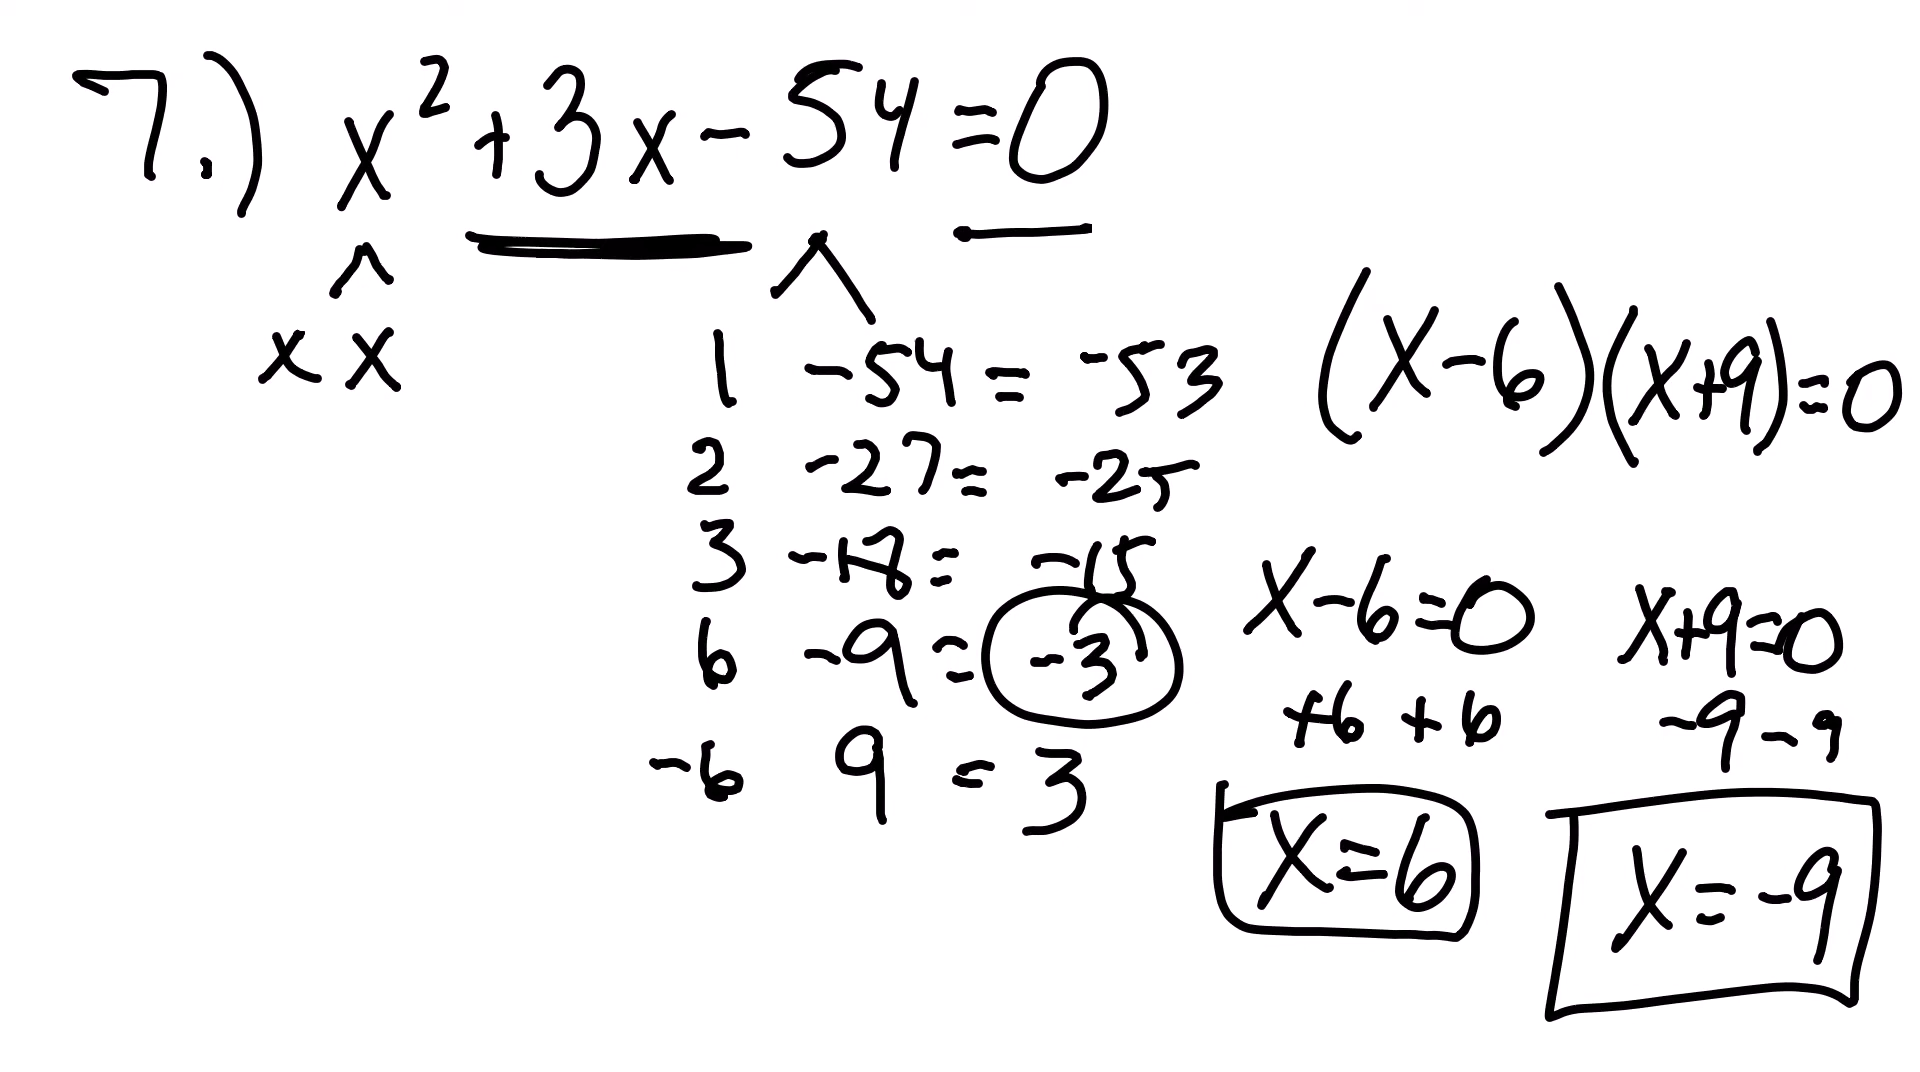 7.) x² + 3x - 54 = 0
x x
1 -54 = -53
2 -27 = -25
3 -18 = -15
6 -9 = -3
-6 9 = 3
(x-6)(x+9)=0
x-6=0
+6 +6
x=6
x+9=0
-9 -9
x=-9